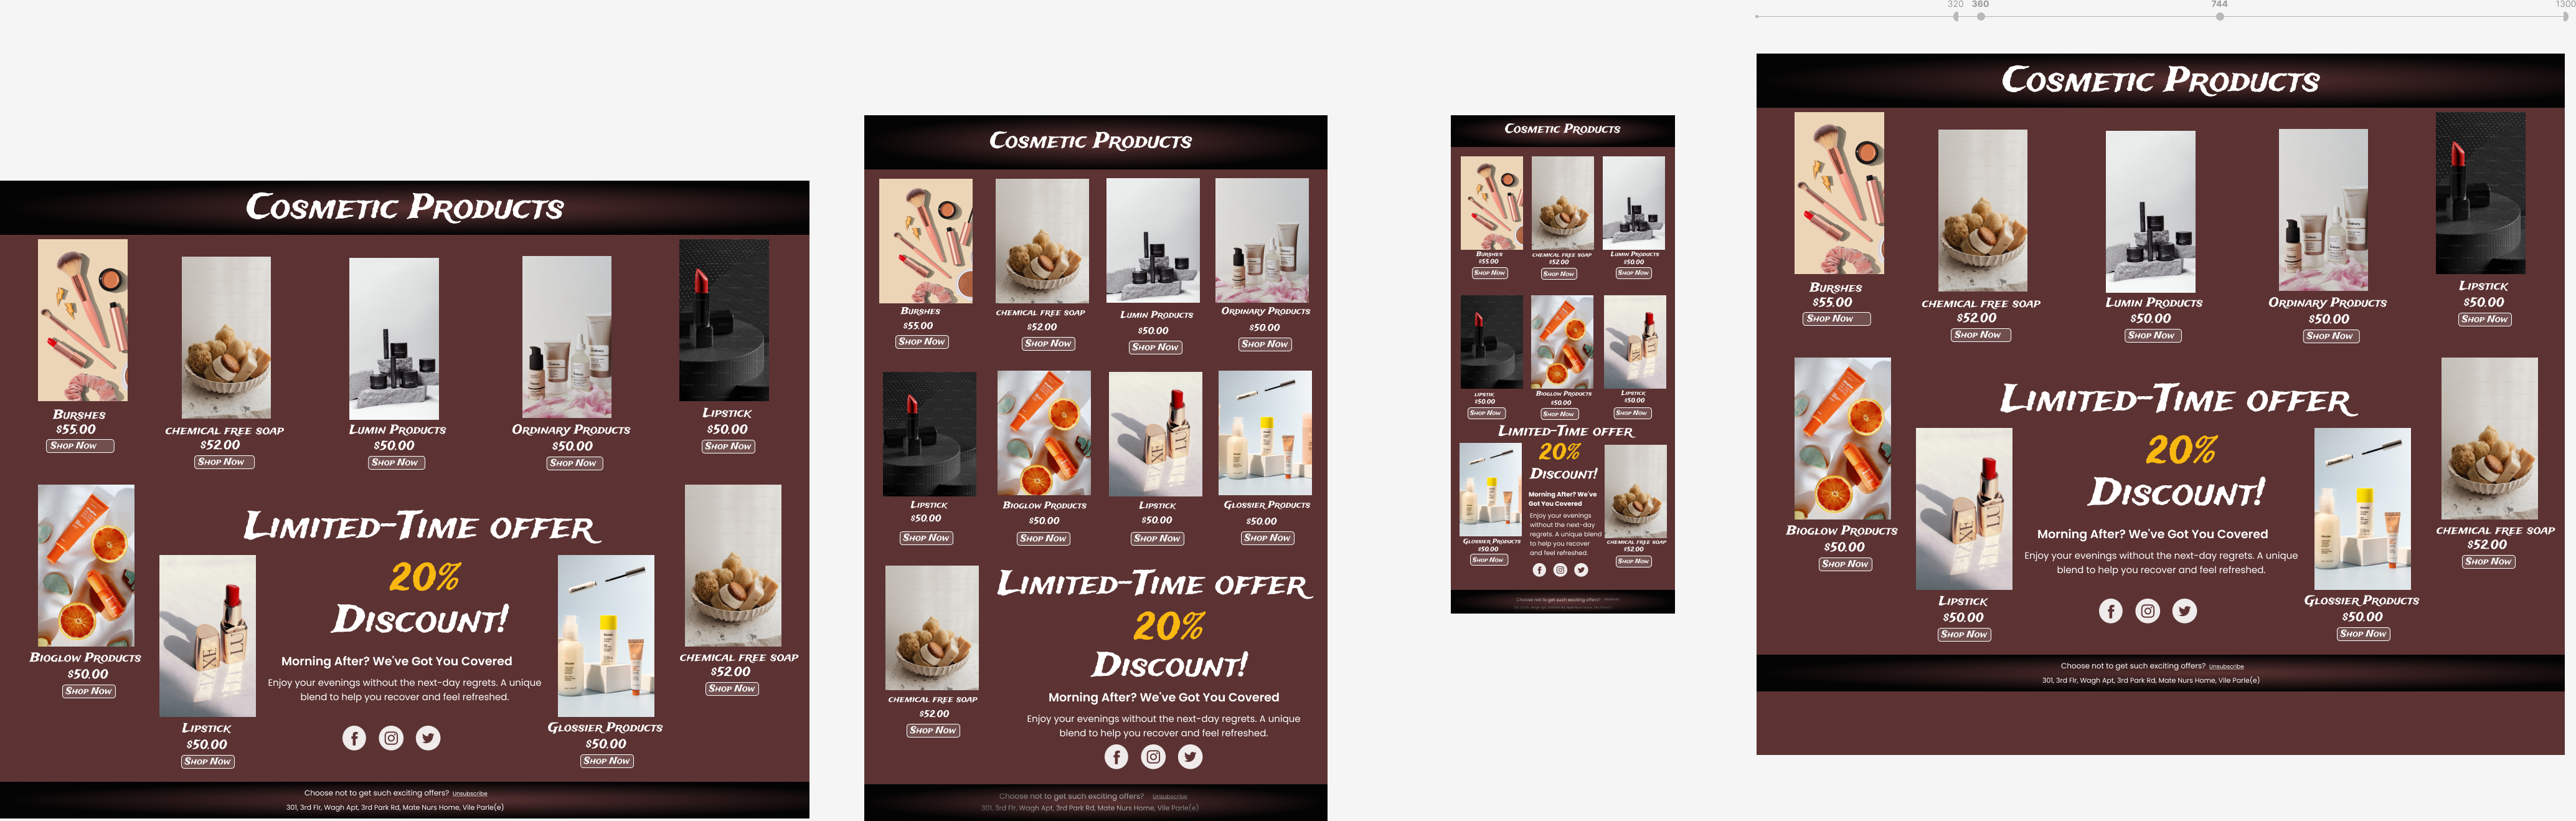 320 360 744 1300
Cosmetic Products
Burshes
$55.00
Shop Now
chemical free soap
$52.00
Shop Now
Lumin Products
$50.00
Shop Now
Ordinary Products
$50.00
Shop Now
Lipstick
$50.00
Shop Now
Bioglow Products
$50.00
Shop Now
Lipstick
$50.00
Shop Now
Limited-Time offer
20%
Discount!
Morning After? We've Got You Covered
Enjoy your evenings without the next-day regrets. A unique
blend to help you recover and feel refreshed.
Glossier Products
$50.00
Shop Now
chemical free soap
$52.00
Shop Now
Choose not to get such exciting offers? Unsubscribe
301, 3rd Flr, Wagh Apt, 3rd Park Rd, Mate Nurs Home, Vile Parle(e)
Cosmetic Products
Burshes
$55.00
Shop Now
chemical free soap
$52.00
Shop Now
Lumin Products
$50.00
Shop Now
Ordinary Products
$50.00
Shop Now
Lipstick
$50.00
Shop Now
Bioglow Products
$50.00
Shop Now
Lipstick
$50.00
Shop Now
Glossier Products
$50.00
Shop Now
chemical free soap
$52.00
Shop Now
Limited-Time offer
20%
Discount!
Morning After? We've Got You Covered
Enjoy your evenings without the next-day regrets. A unique
blend to help you recover and feel refreshed.
Choose not to get such exciting offers? Unsubscribe
301, 3rd Flr, Wagh Apt, 3rd Park Rd, Mate Nurs Home, Vile Parle(e)
Cosmetic Products
Burshes
$55.00
Shop Now
chemical free soap
$52.00
Shop Now
Lumin Products
$50.00
Shop Now
lipstik
$50.00
Shop Now
Bioglow Products
$50.00
Shop Now
Lipstick
$50.00
Shop Now
Limited-Time offer
20%
Discount!
Morning After? We've
Got You Covered
Enjoy your evenings
without the next-day
regrets. A unique blend
to help you recover
and feel refreshed.
Glossier Products
$50.00
Shop Now
chemical free soap
$52.00
Shop Now
Choose not to get such exciting offers?
Cosmetic Products
Burshes
$55.00
Shop Now
chemical free soap
$52.00
Shop Now
Lumin Products
$50.00
Shop Now
Ordinary Products
$50.00
Shop Now
Lipstick
$50.00
Shop Now
Bioglow Products
$50.00
Shop Now
Lipstick
$50.00
Shop Now
Limited-Time offer
20%
Discount!
Morning After? We've Got You Covered
Enjoy your evenings without the next-day regrets. A unique
blend to help you recover and feel refreshed.
Glossier Products
$50.00
Shop Now
chemical free soap
$52.00
Shop Now
Choose not to get such exciting offers? Unsubscribe
301, 3rd Flr, Wagh Apt, 3rd Park Rd, Mate Nurs Home, Vile Parle(e)